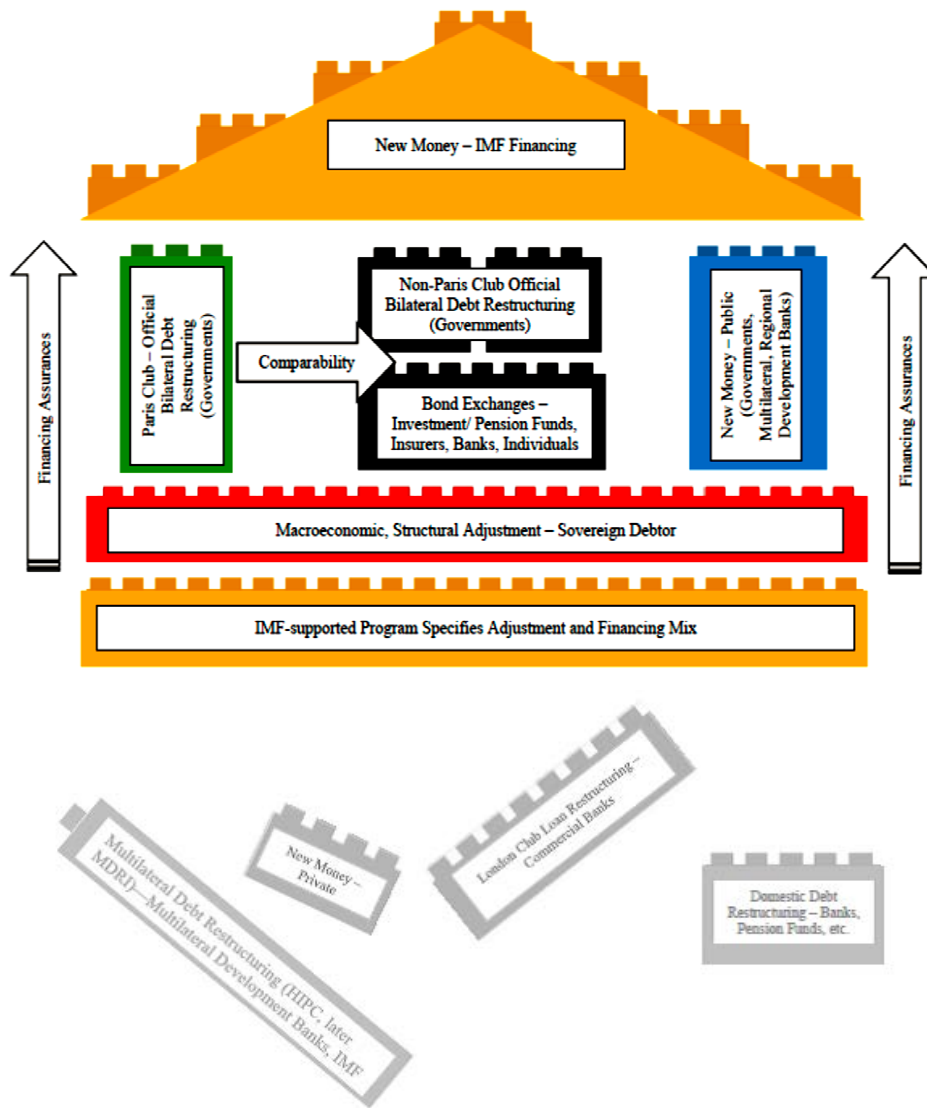 New Money – IMF Financing
Financing Assurances
Paris Club – Official
Bilateral Debt
Restructuring
(Governments)
Comparability
Non-Paris Club Official
Bilateral Debt Restructuring
(Governments)
Bond Exchanges –
Investment/ Pension Funds,
Insurers, Banks, Individuals
New Money – Public
(Governments,
Multilateral, Regional
Development Banks)
Financing Assurances
Macroeconomic, Structural Adjustment – Sovereign Debtor
IMF-supported Program Specifies Adjustment and Financing Mix
Multilateral Debt Restructuring (HIPC, later
MDRI)—Multilateral Development Banks, IMF
New Money –
Private
London Club Loan Restructuring –
Commercial Banks
Domestic Debt
Restructuring – Banks,
Pension Funds, etc.